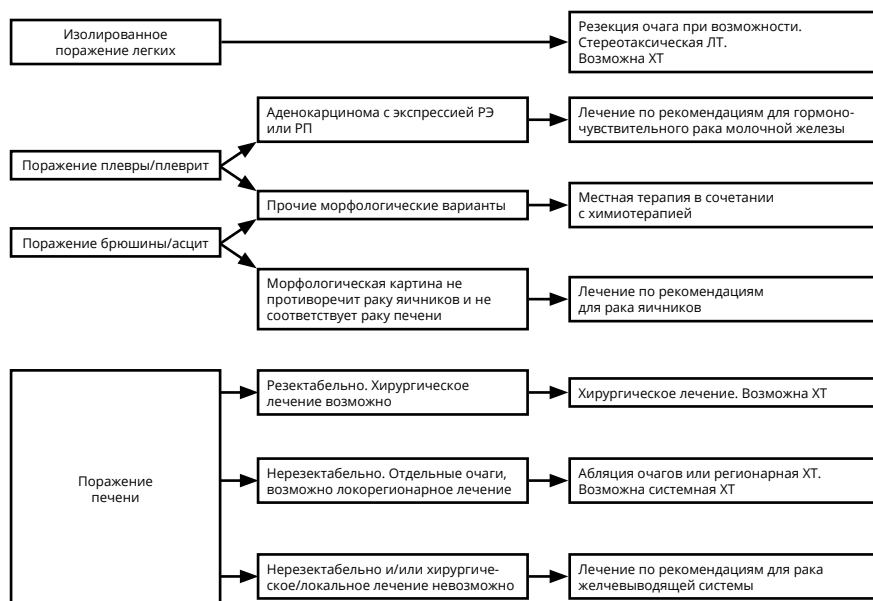 Изолированное
поражение легких
Резекция очага при возможности.
Стереотаксическая ЛТ.
Возможна ХТ
Поражение плевры/плеврит
Аденокарцинома с экспрессией РЭ
или РП
Лечение по рекомендациям для гормоно-
чувствительного рака молочной железы
Прочие морфологические варианты
Местная терапия в сочетании
с химиотерапией
Поражение брюшины/асцит
Морфологическая картина не
противоречит раку яичников и не
соответствует раку печени
Лечение по рекомендациям
для рака яичников
Поражение
печени
Резектабельно. Хирургическое
лечение возможно
Хирургическое лечение. Возможна ХТ
Нерезектабельно. Отдельные очаги,
возможно локорегионарное лечение
Абляция очагов или регионарная ХТ.
Возможна системная ХТ
Нерезектабельно и/или хирургиче-
ское/локальное лечение невозможно
Лечение по рекомендациям для рака
желчевыводящей системы